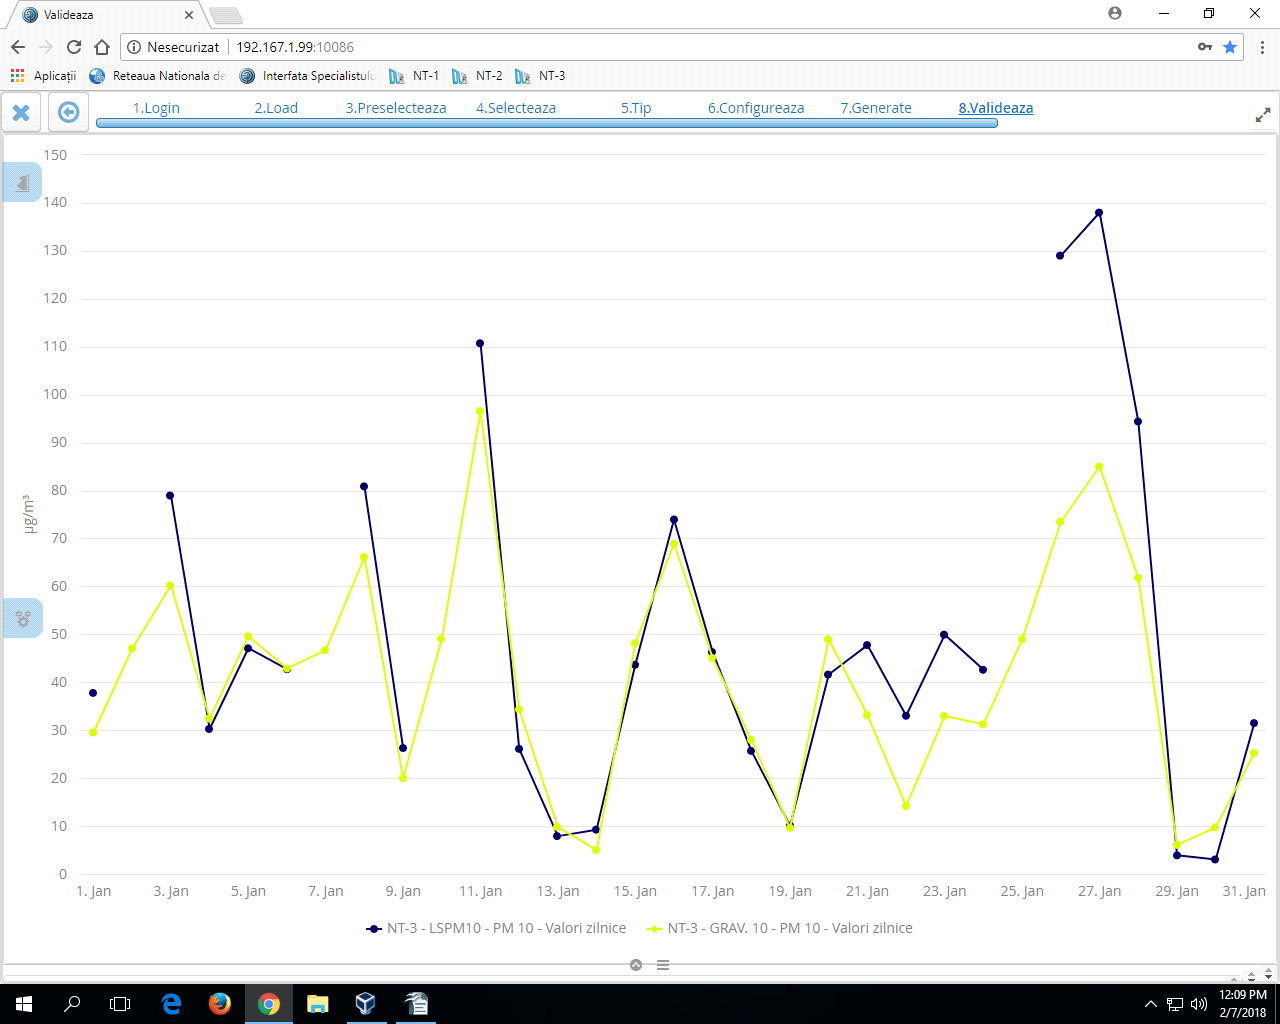 Valideaza
Nesecurizat 192.167.1.99:10086
Aplicații Reteaua Nationala de Interfata Specialistulu NT-1 NT-2 NT-3
1.Login 2.Load 3.Preselecteaza 4.Selecteaza 5.Tip 6.Configureaza 7.Generate 8.Valideaza
150
140
130
120
110
100
90
80
70
60
50
40
30
20
10
0
µg/m³
1. Jan 3. Jan 5. Jan 7. Jan 9. Jan 11. Jan 13. Jan 15. Jan 17. Jan 19. Jan 21. Jan 23. Jan 25. Jan 27. Jan 29. Jan 31. Jan
NT-3 - LSPM10 - PM 10 - Valori zilnice NT-3 - GRAV. 10 - PM 10 - Valori zilnice
12:09 PM
2/7/2018